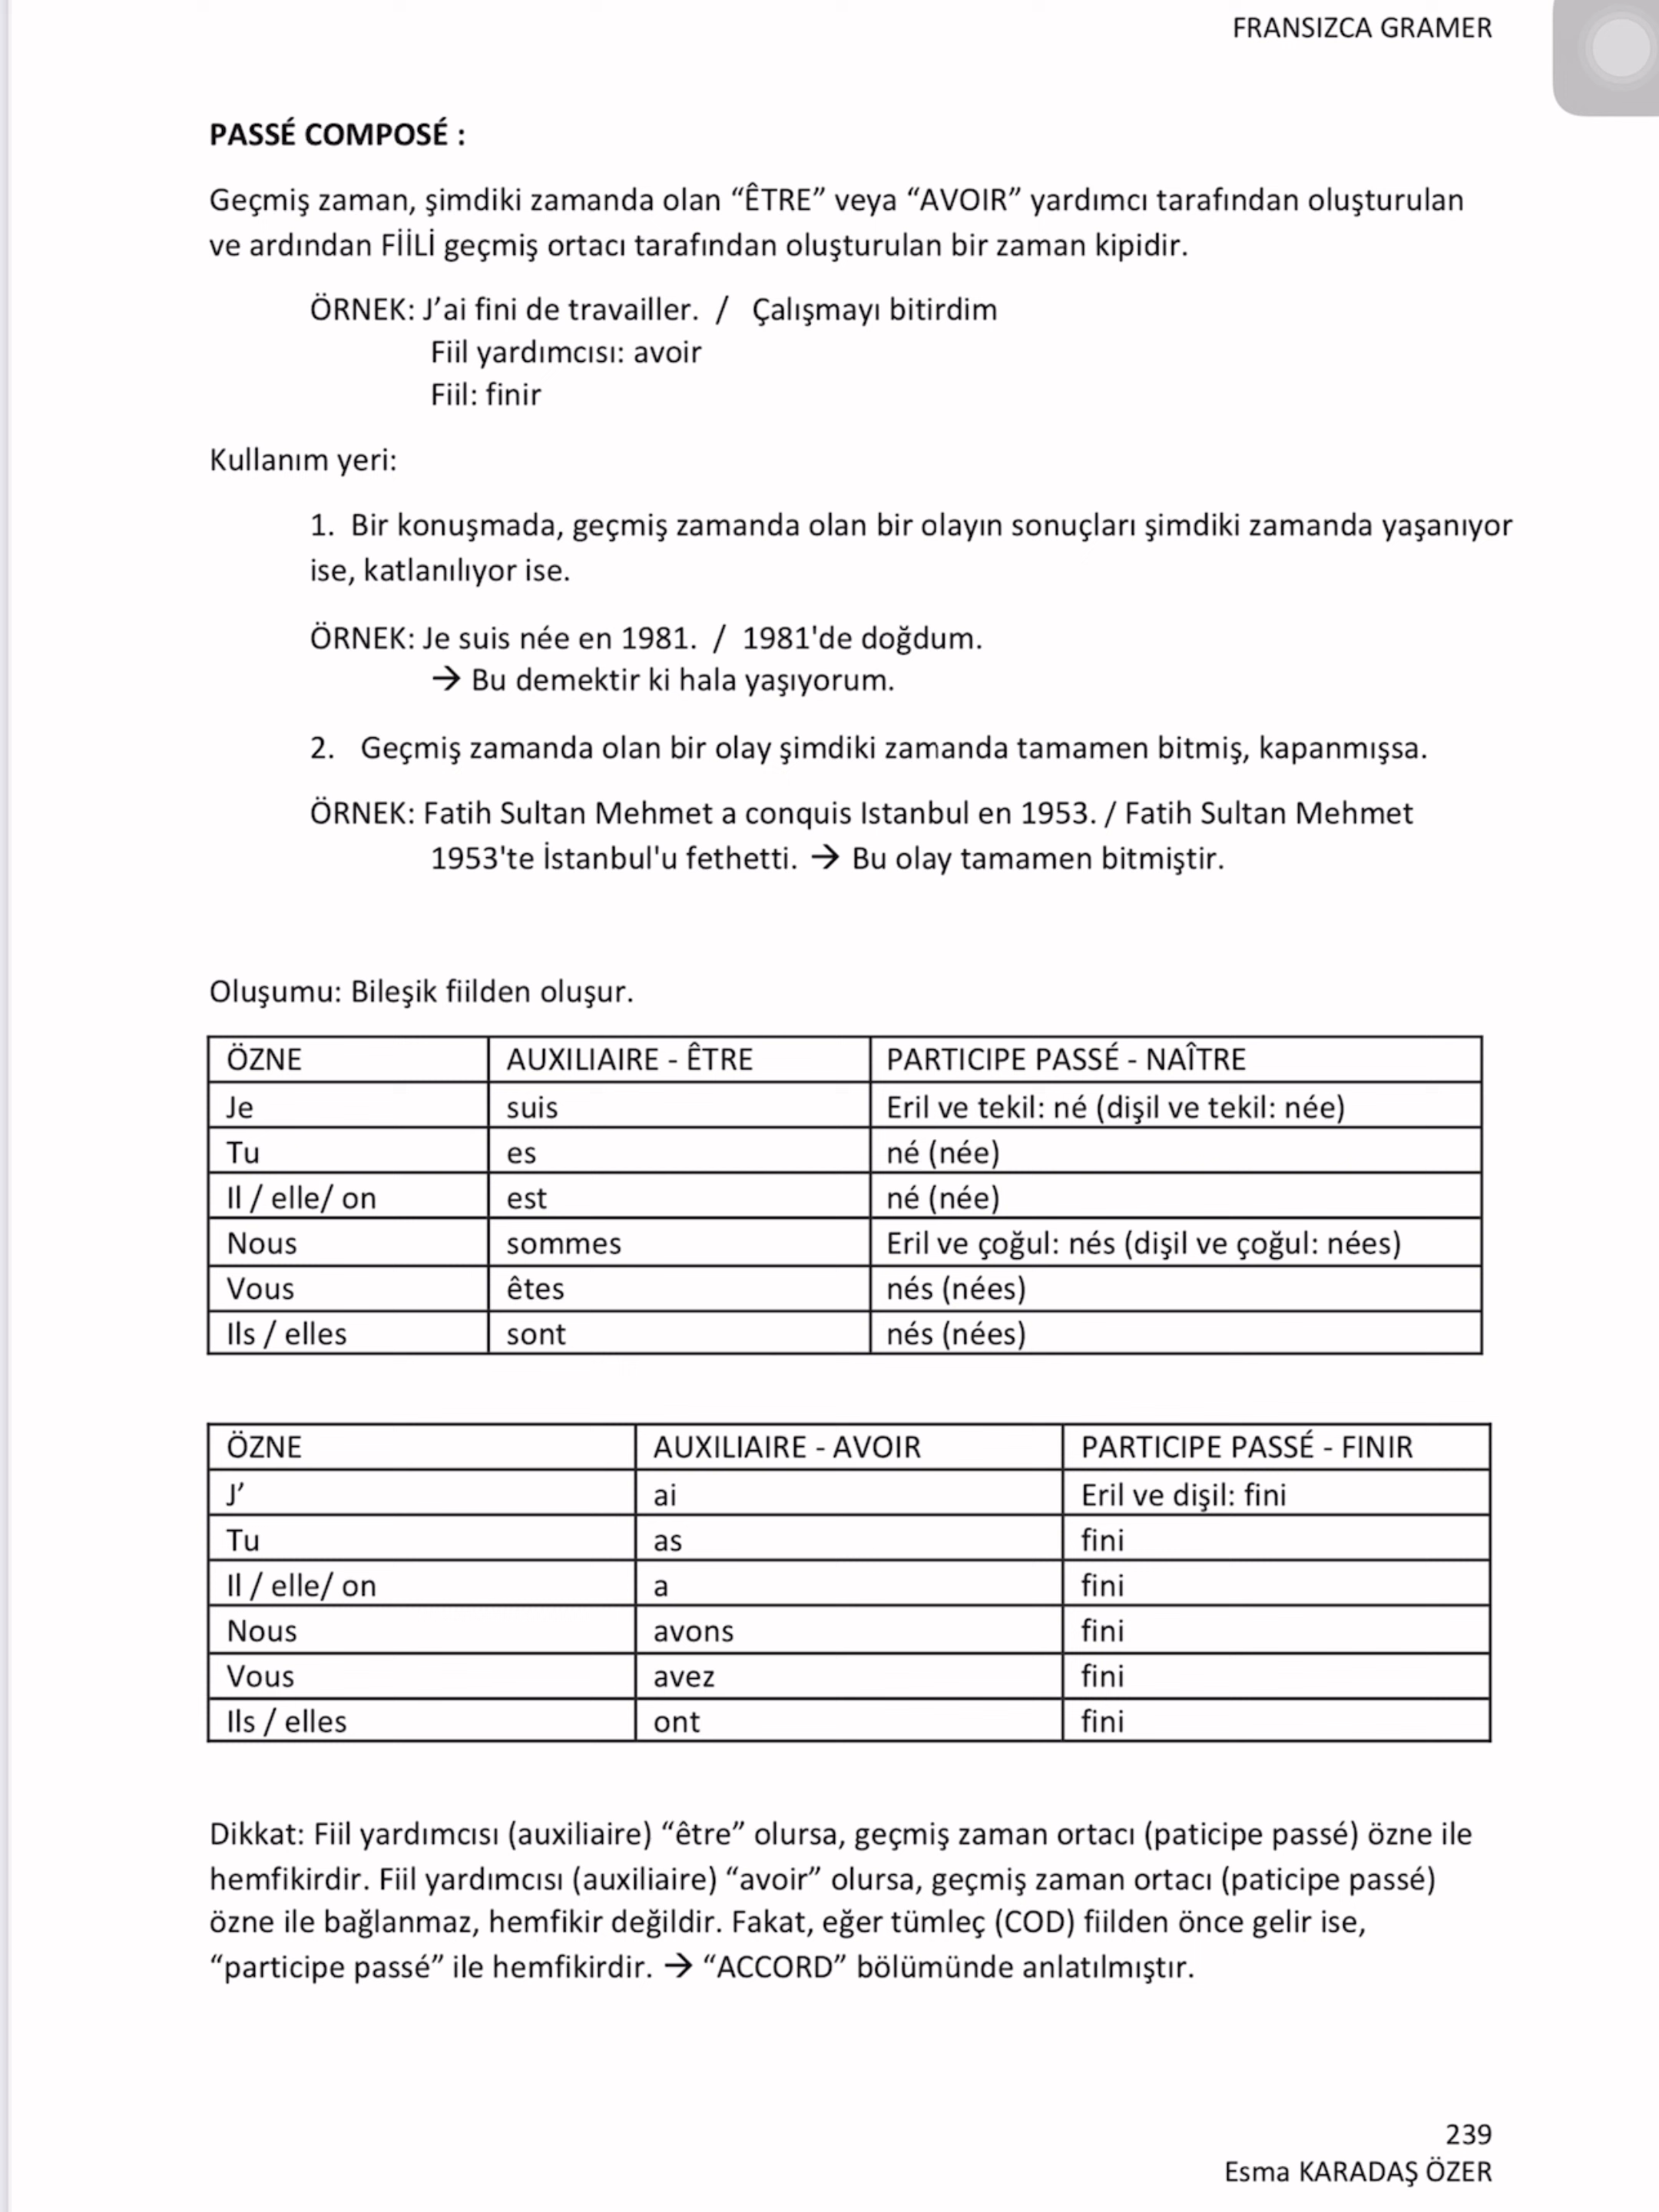 FRANSIZCA GRAMER
PASSÉ COMPOSÉ :
Geçmiş zaman, şimdiki zamanda olan “ÊTRE” veya “AVOIR” yardımcı tarafından oluşturulan
ve ardından FİİLİ geçmiş ortacı tarafından oluşturulan bir zaman kipidir.
ÖRNEK: J’ai fini de travailler. / Çalışmayı bitirdim
Fiil yardımcısı: avoir
Fiil: finir
Kullanım yeri:
1. Bir konuşmada, geçmiş zamanda olan bir olayın sonuçları şimdiki zamanda yaşanıyor
ise, katlanılıyor ise.
ÖRNEK: Je suis née en 1981. / 1981'de doğdum.
→ Bu demektir ki hala yaşıyorum.
2. Geçmiş zamanda olan bir olay şimdiki zamanda tamamen bitmiş, kapanmışsa.
ÖRNEK: Fatih Sultan Mehmet a conquis Istanbul en 1953. / Fatih Sultan Mehmet
1953'te İstanbul'u fethetti. → Bu olay tamamen bitmiştir.
Oluşumu: Bileşik fiilden oluşur.
ÖZNE AUXILIAIRE - ÊTRE PARTICIPE PASSÉ - NAÎTRE
Je suis Eril ve tekil: né (dişil ve tekil: née)
Tu es né (née)
Il / elle/ on est né (née)
Nous sommes Eril ve çoğul: nés (dişil ve çoğul: nées)
Vous êtes nés (nées)
Ils / elles sont nés (nées)
ÖZNE AUXILIAIRE - AVOIR PARTICIPE PASSÉ - FINIR
J’ ai Eril ve dişil: fini
Tu as fini
Il / elle/ on a fini
Nous avons fini
Vous avez fini
Ils / elles ont fini
Dikkat: Fiil yardımcısı (auxiliaire) “être” olursa, geçmiş zaman ortacı (paticipe passé) özne ile
hemfikirdir. Fiil yardımcısı (auxiliaire) “avoir” olursa, geçmiş zaman ortacı (paticipe passé)
özne ile bağlanmaz, hemfikir değildir. Fakat, eğer tümleç (COD) fiilden önce gelir ise,
“participe passé” ile hemfikirdir. → “ACCORD” bölümünde anlatılmıştır.
239
Esma KARADAŞ ÖZER